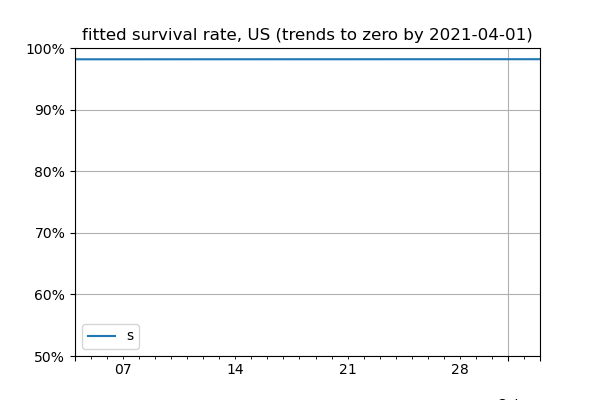 fitted survival rate, US (trends to zero by 2021-04-01)
100%
90%
80%
70%
60%
50%
s
07 14 21 28